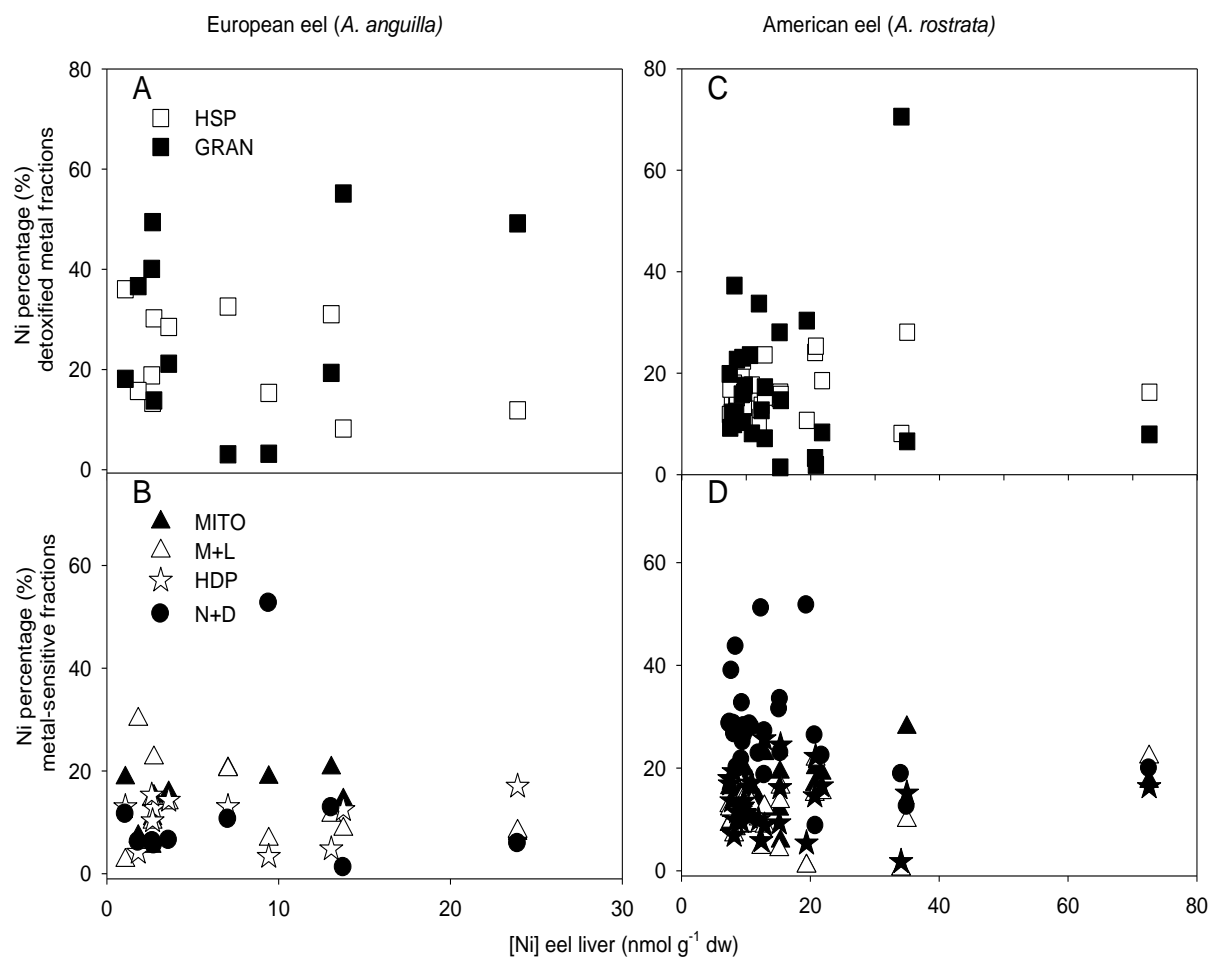 European eel (A. anguilla)
American eel (A. rostrata)
Ni percentage (%)
detoxified metal fractions
80
60
40
20
0
A
HSP
GRAN
80
60
40
20
0
C
Ni percentage (%)
metal-sensitive fractions
60
40
20
0
B
MITO
M+L
HDP
N+D
60
40
20
0
D
0 10 20 30
0 20 40 60 80
[Ni] eel liver (nmol g-1 dw)